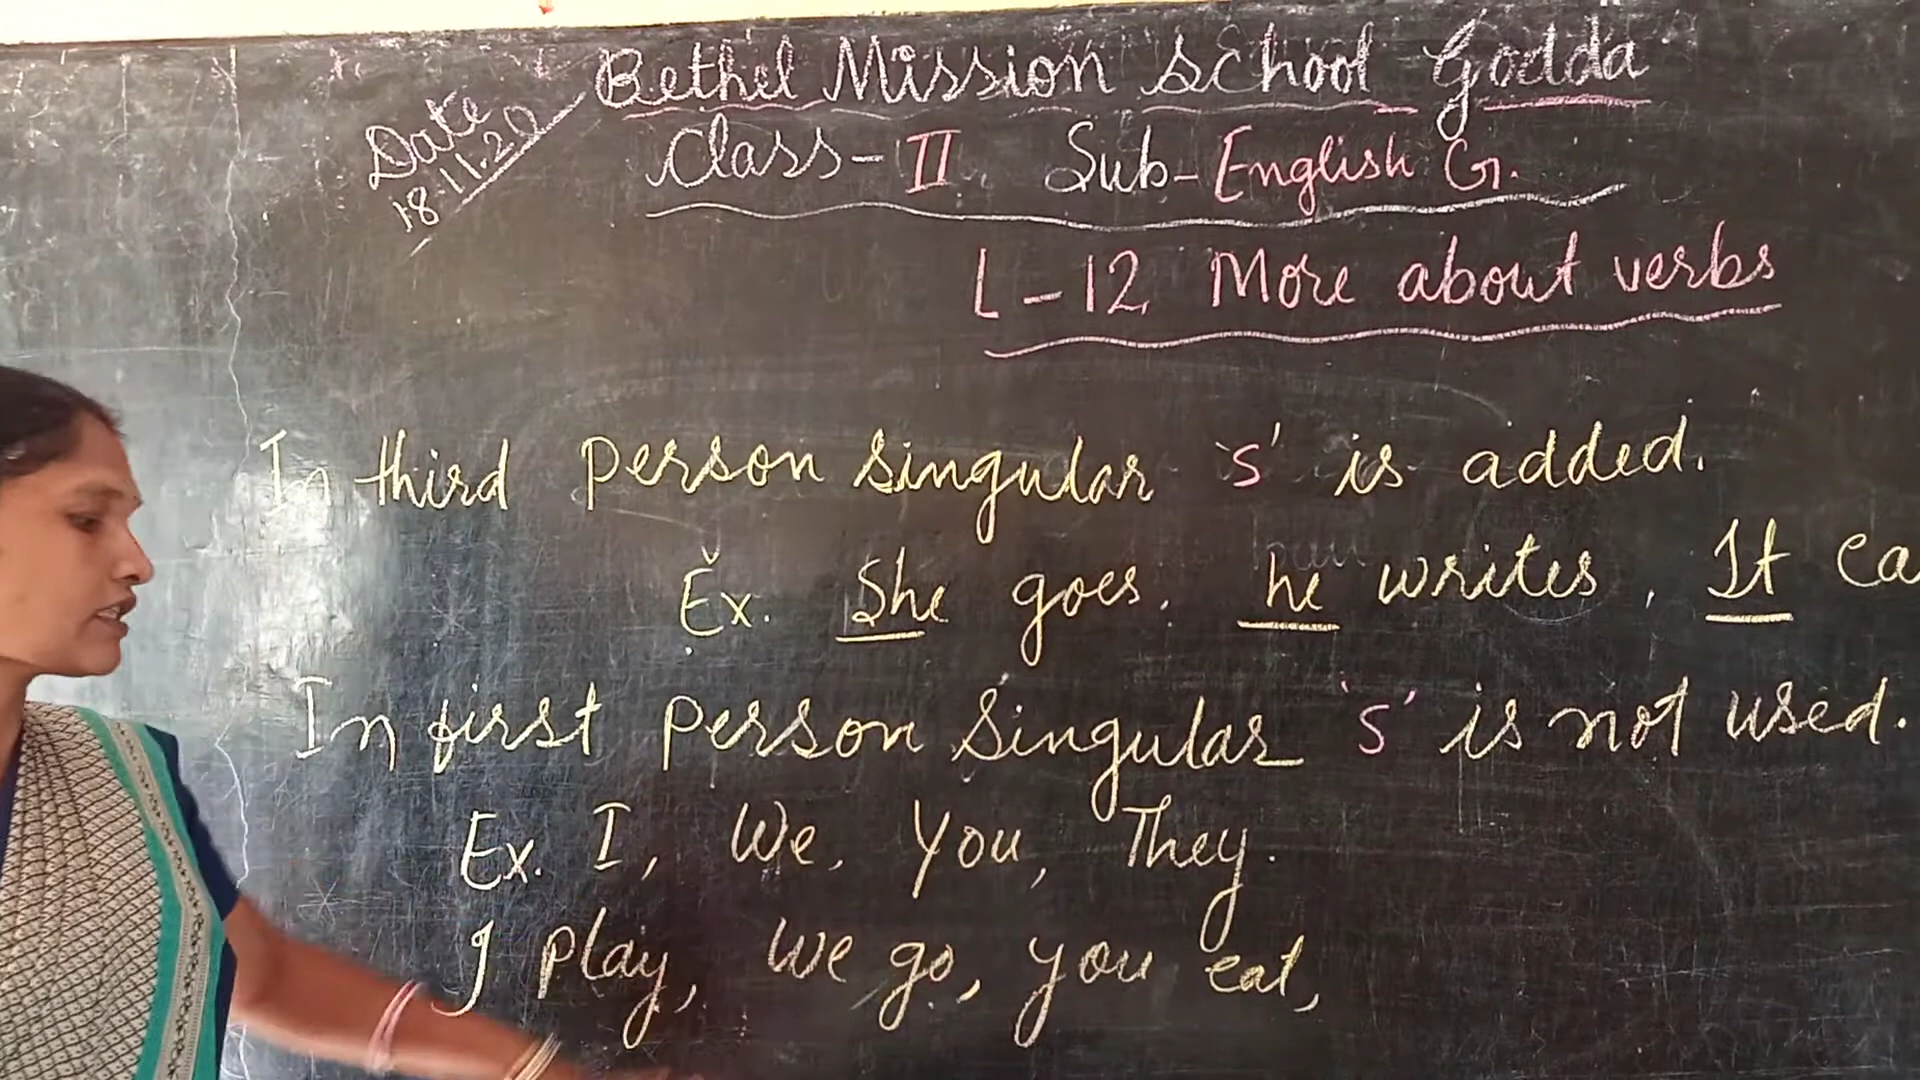 Bethel Mission School Godda
Date
18.11.20
Class-II Sub-English G.
L-12 More about verbs
In third person singular 's' is added.
Ex. She goes. he writes, It ea
In first person singular 's' is not used.
Ex. I, We, You, They.
I play, We go, you eat,